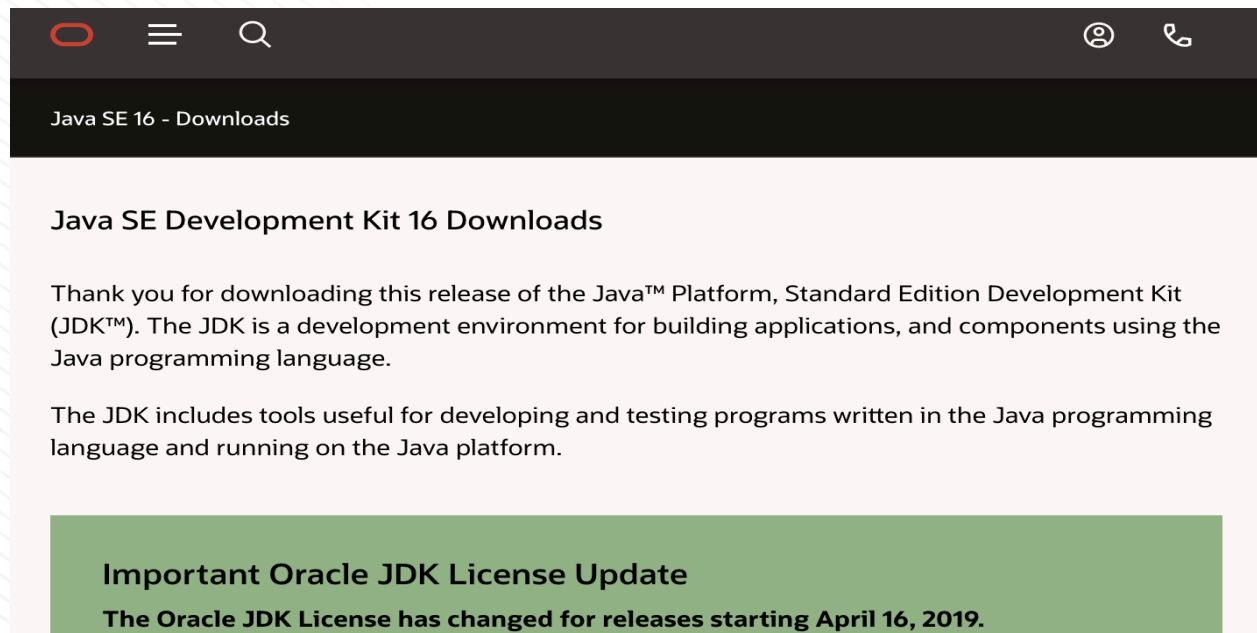 Java SE 16 - Downloads
Java SE Development Kit 16 Downloads
Thank you for downloading this release of the Java™ Platform, Standard Edition Development Kit
(JDK™). The JDK is a development environment for building applications, and components using the
Java programming language.
The JDK includes tools useful for developing and testing programs written in the Java programming
language and running on the Java platform.
Important Oracle JDK License Update
The Oracle JDK License has changed for releases starting April 16, 2019.